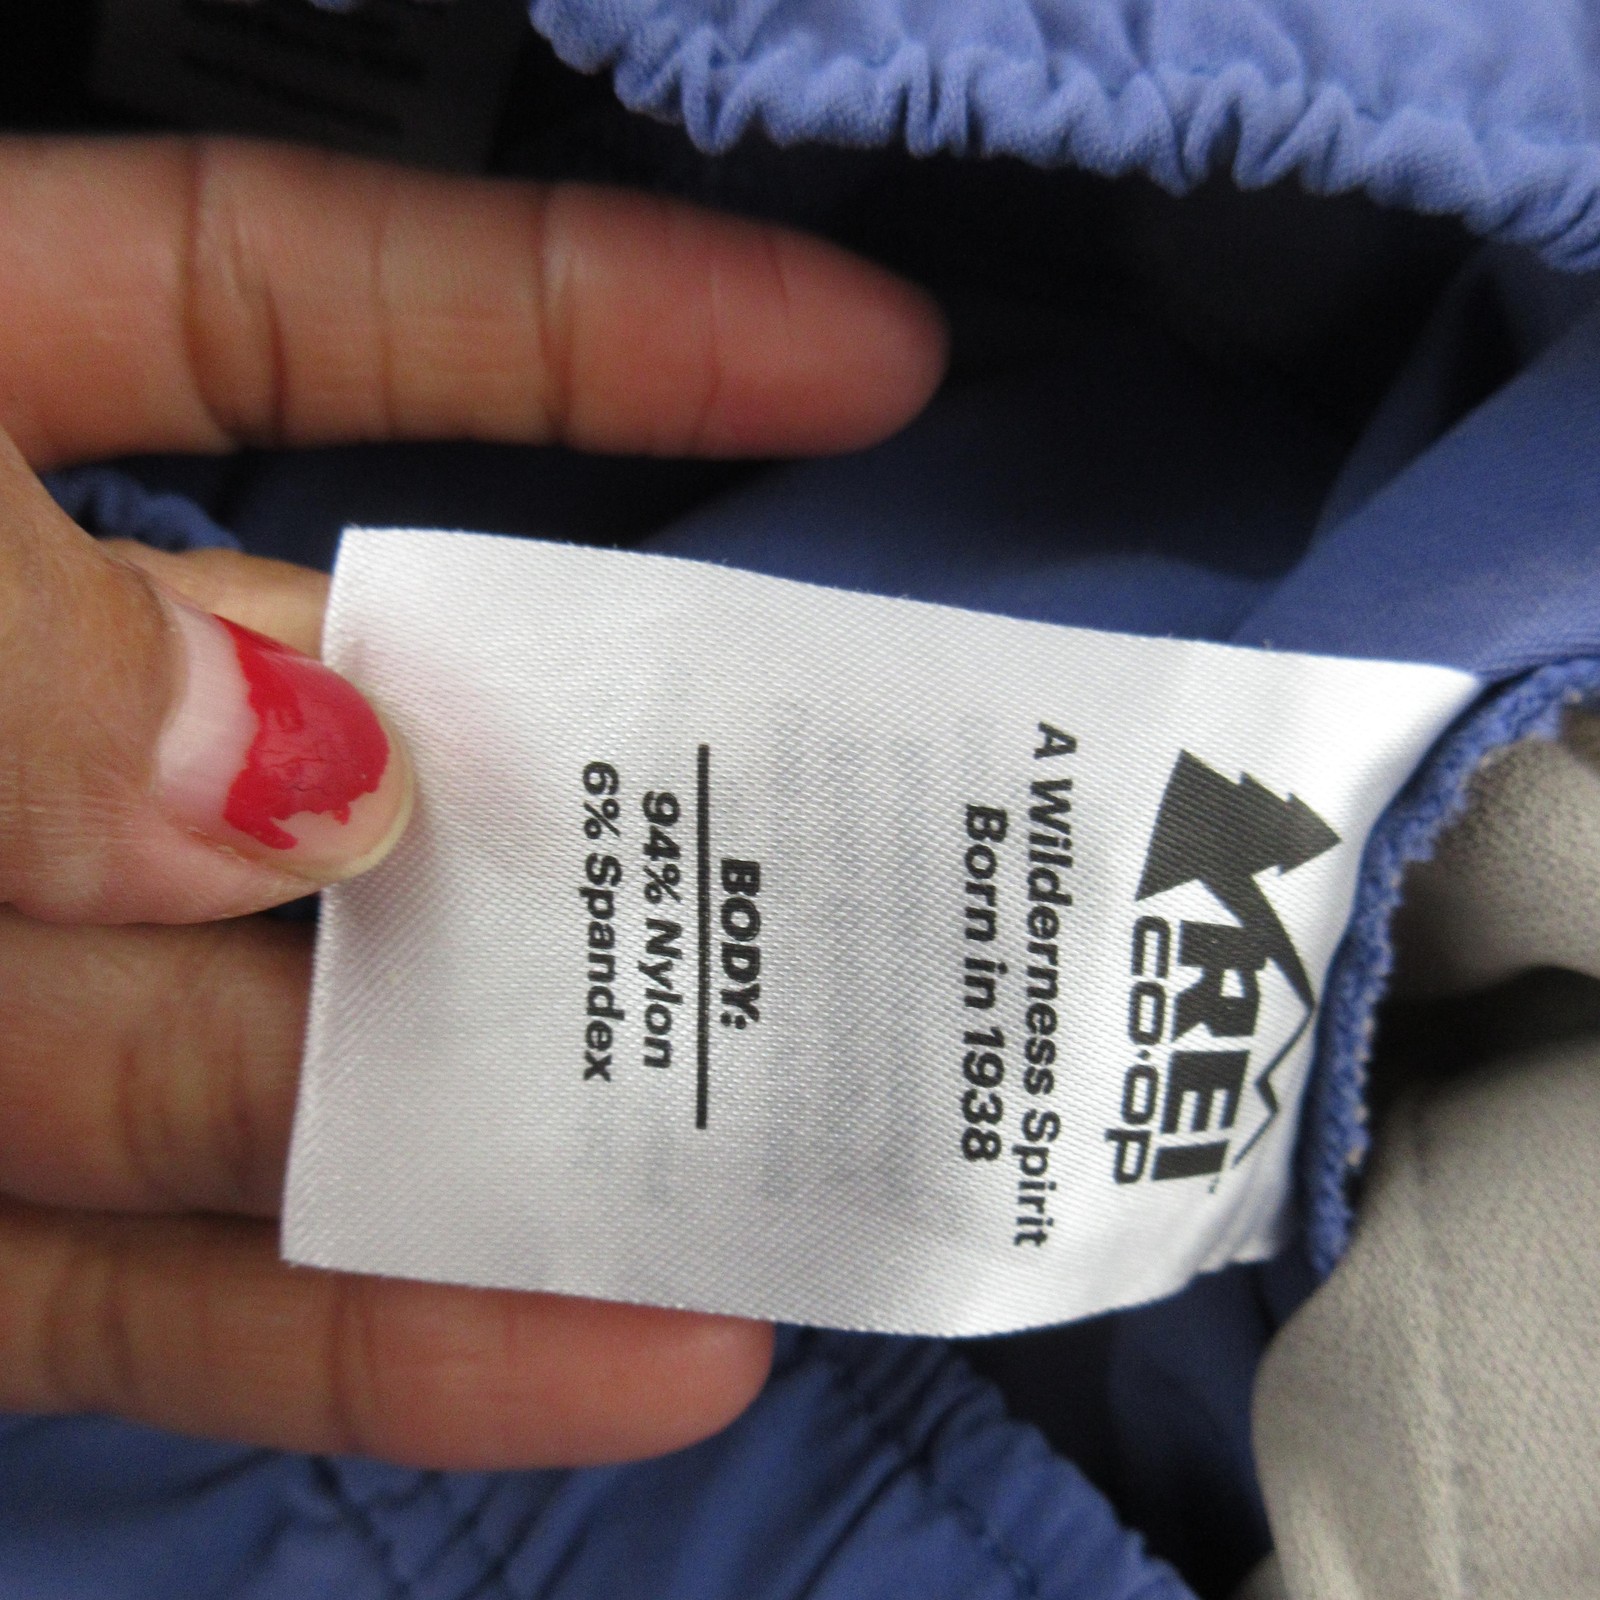 REI
CO·OP
A Wilderness Spirit
Born in 1938
BODY:
94% Nylon
6% Spandex